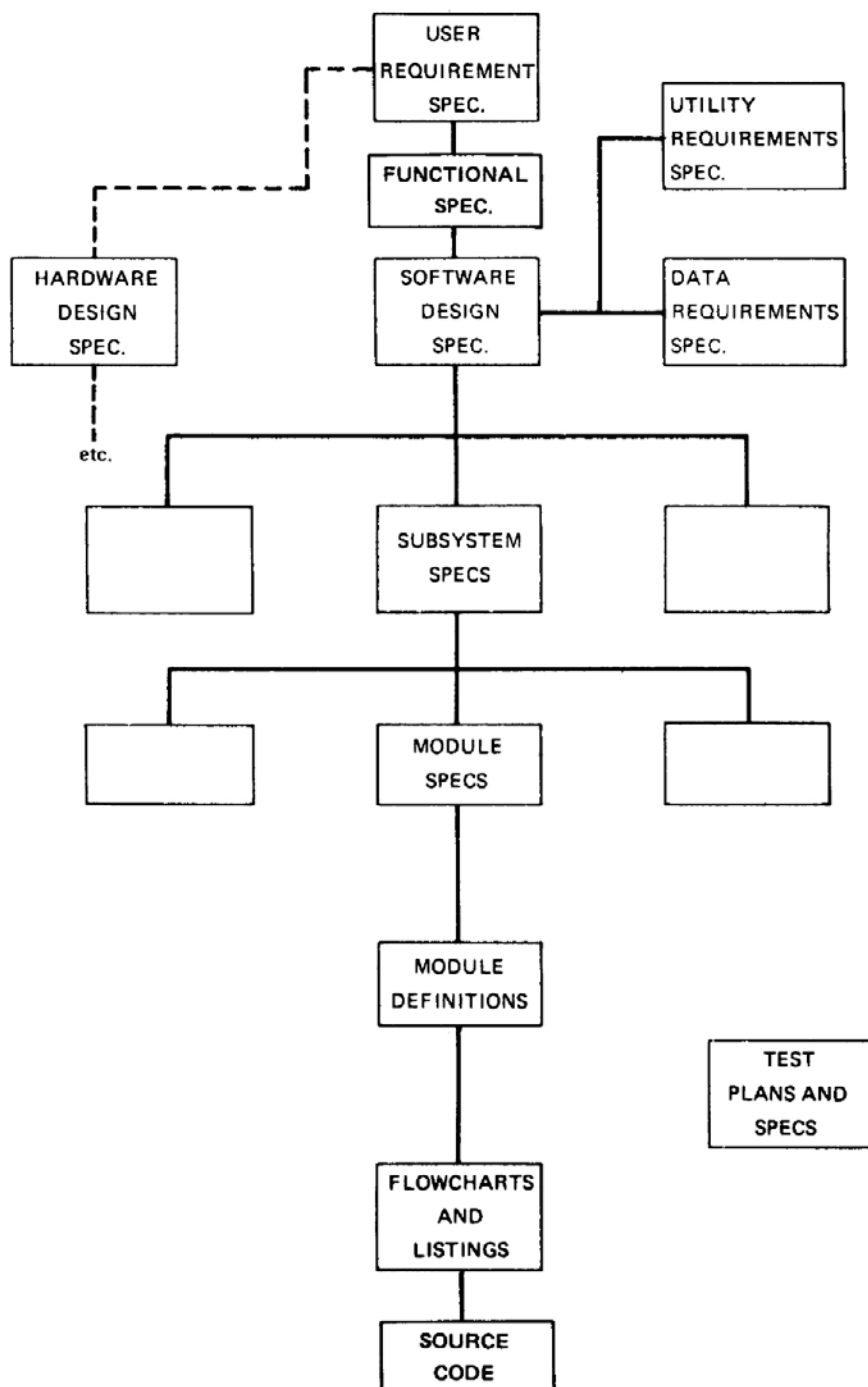 USER
REQUIREMENT
SPEC.
UTILITY
REQUIREMENTS
SPEC.
FUNCTIONAL
SPEC.
HARDWARE
DESIGN
SPEC.
SOFTWARE
DESIGN
SPEC.
DATA
REQUIREMENTS
SPEC.
etc.
SUBSYSTEM
SPECS
MODULE
SPECS
MODULE
DEFINITIONS
TEST
PLANS AND
SPECS
FLOWCHARTS
AND
LISTINGS
SOURCE
CODE